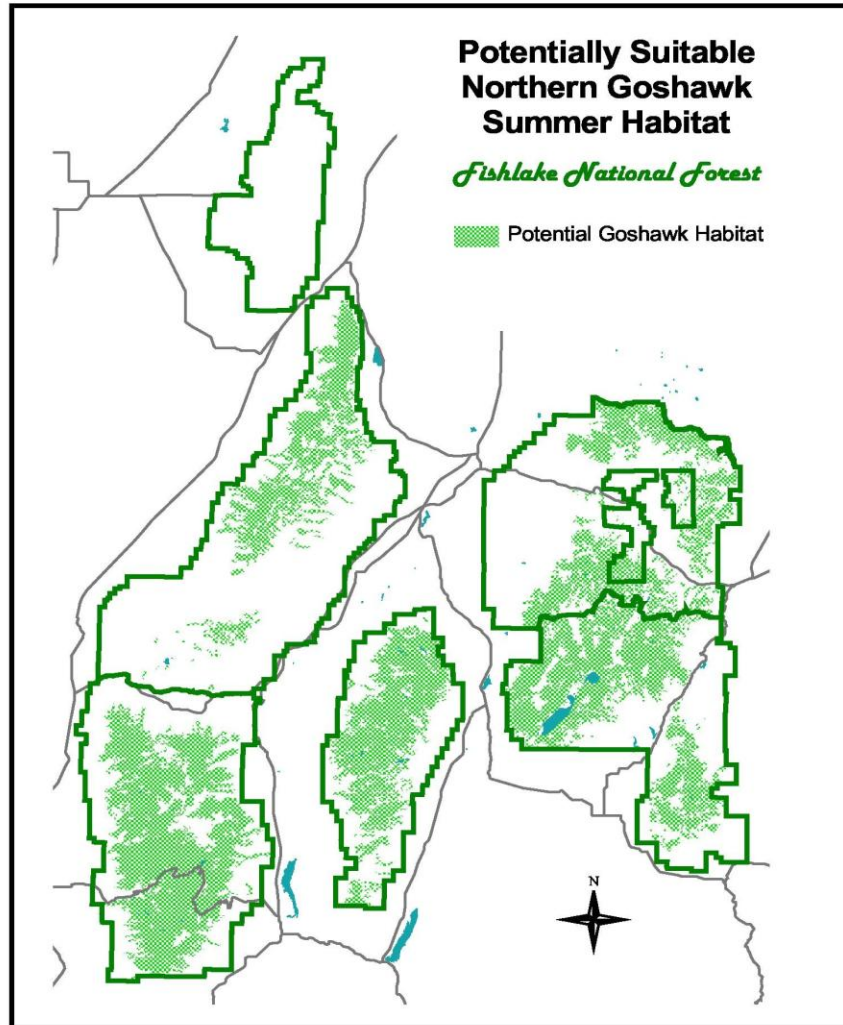 Potentially Suitable
Northern Goshawk
Summer Habitat
Fishlake National Forest
Potential Goshawk Habitat
N